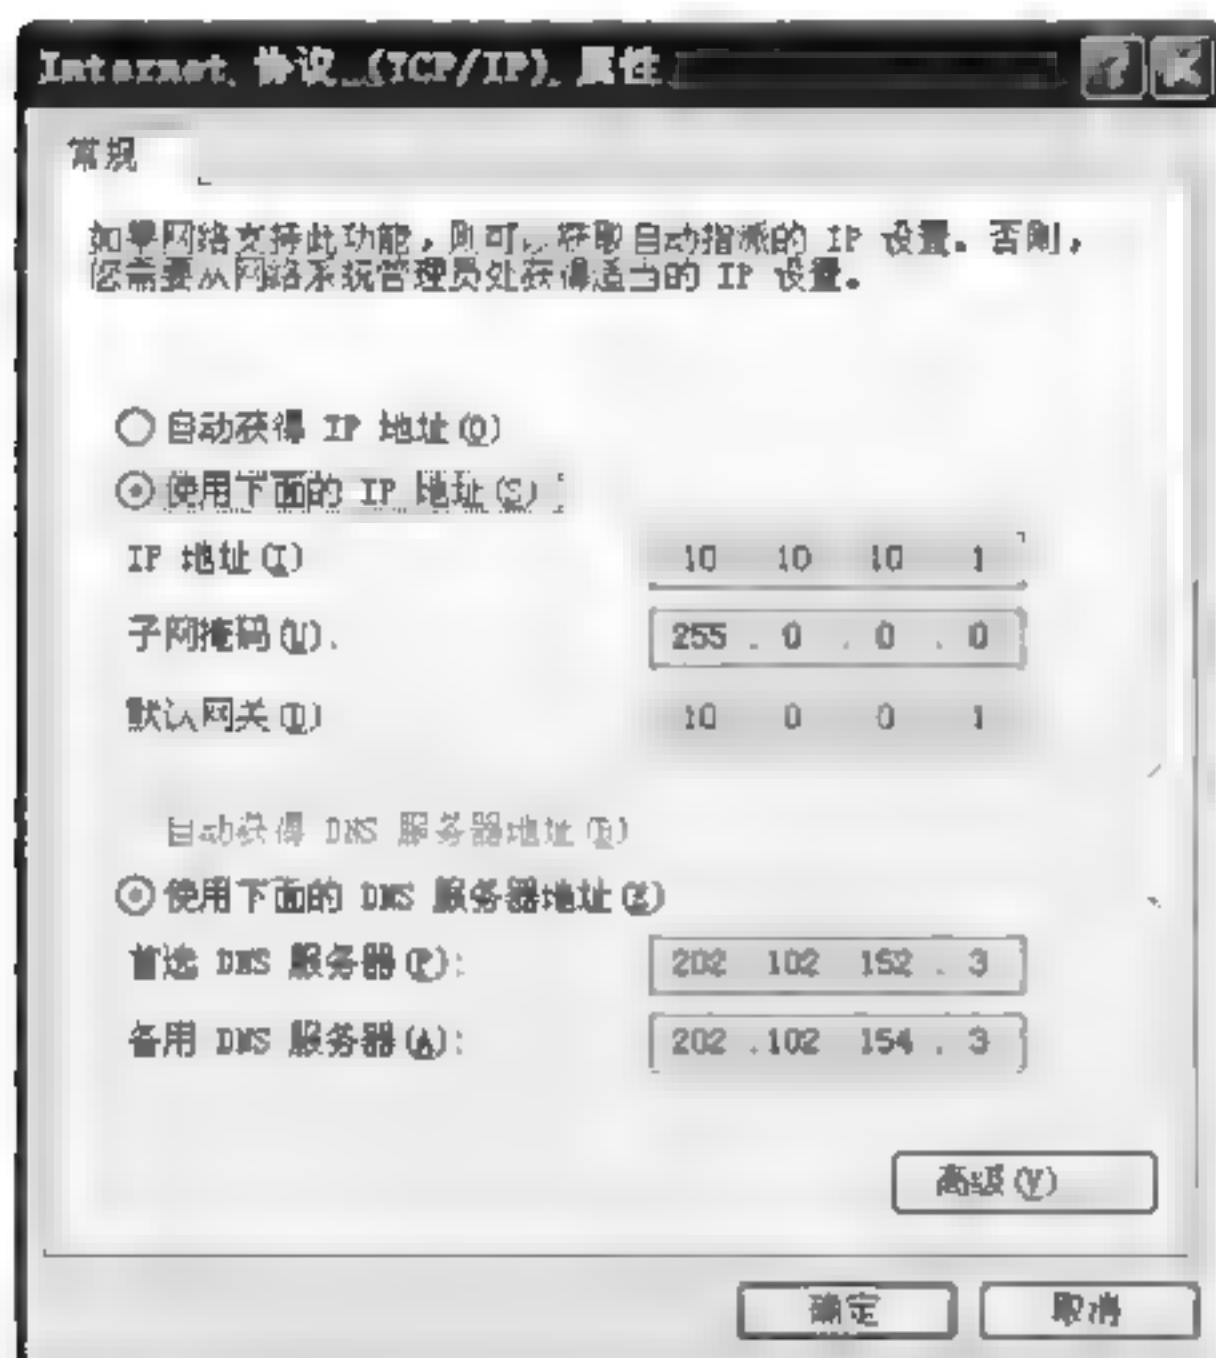 Internet 协议 (TCP/IP) 属性
常规
如果网络支持此功能，则可以获取自动指派的 IP 设置。否则，
您需要从网络系统管理员处获得适当的 IP 设置。
自动获得 IP 地址(O)
使用下面的 IP 地址(S):
IP 地址(I) 10 10 10 1
子网掩码(U). 255 . 0 . 0 . 0
默认网关(D) 10 0 0 1
自动获得 DNS 服务器地址(B)
使用下面的 DNS 服务器地址(E)
首选 DNS 服务器(P): 202 102 152 . 3
备用 DNS 服务器(A): 202 .102 154 . 3
高级(V)
确定 取消